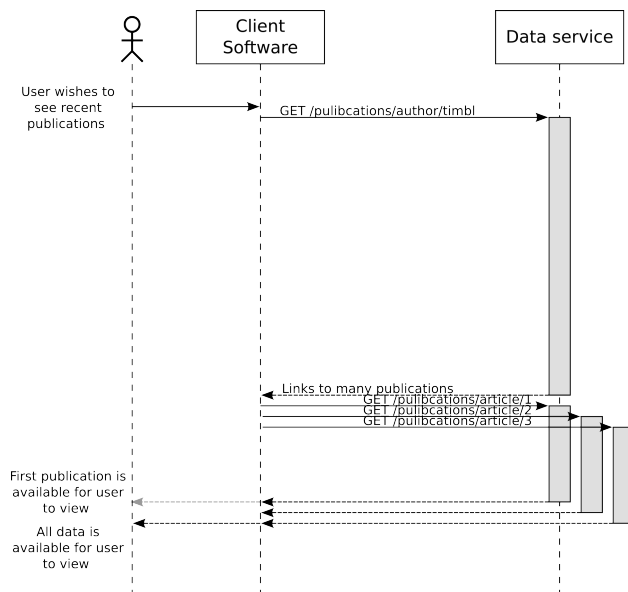 Client
Software
Data service
User wishes to
see recent
publications
GET /pulibcations/author/timbl
Links to many publications
GET /pulibcations/article/1
GET /pulibcations/article/2
GET /pulibcations/article/3
First publication is
available for user
to view
All data is
available for user
to view